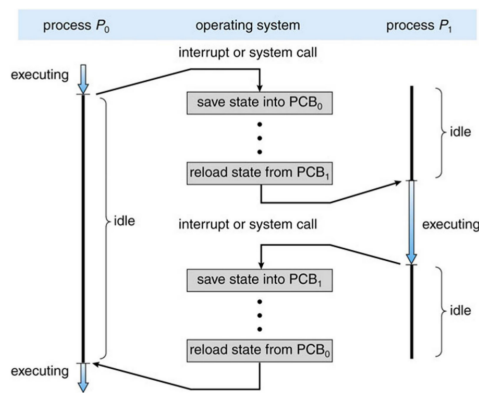 process P0 operating system process P1
interrupt or system call
executing
save state into PCB0
idle
reload state from PCB1
idle
interrupt or system call
executing
save state into PCB1
idle
reload state from PCB0
executing